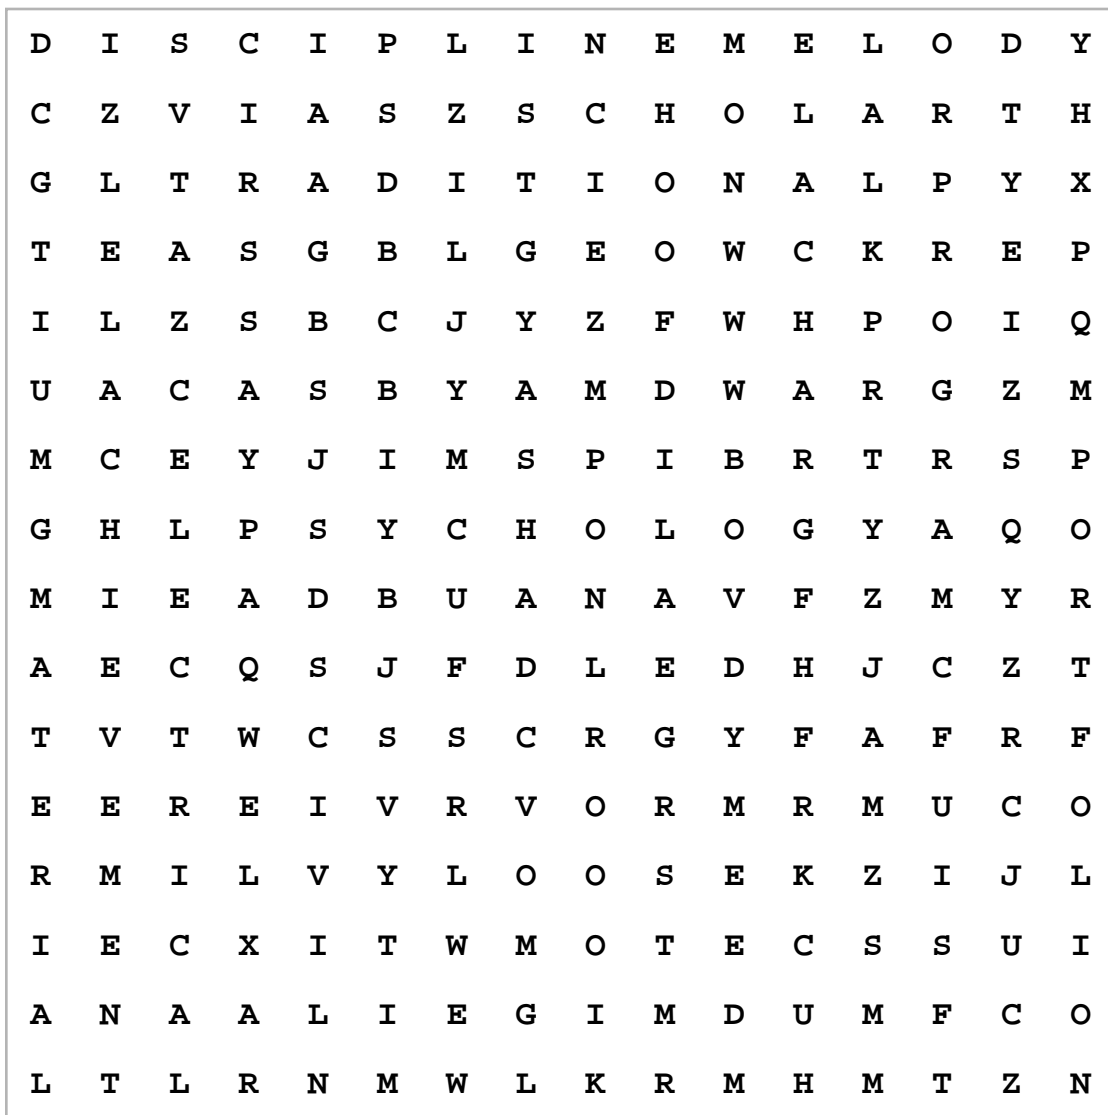 D I S C I P L I N E M E L O D Y
C Z V I A S Z S C H O L A R T H
G L T R A D I T I O N A L P Y X
T E A S G B L G E O W C K R E P
I L Z S B C J Y Z F W H P O I Q
U A C A S B Y A M D W A R G Z M
M C E Y J I M S P I B R T R S P
G H L P S Y C H O L O G Y A Q O
M I E A D B U A N A V F Z M Y R
A E C Q S J F D L E D H J C Z T
T V T W C S S C R G Y F A F R F
E E R E I V R V O R M R M U C O
R M I L V Y L O O S E K Z I J L
I E C X I T W M O T E C S S U I
A N A A L I E G I M D U M F C O
L T L R N M W L K R M H M T Z N